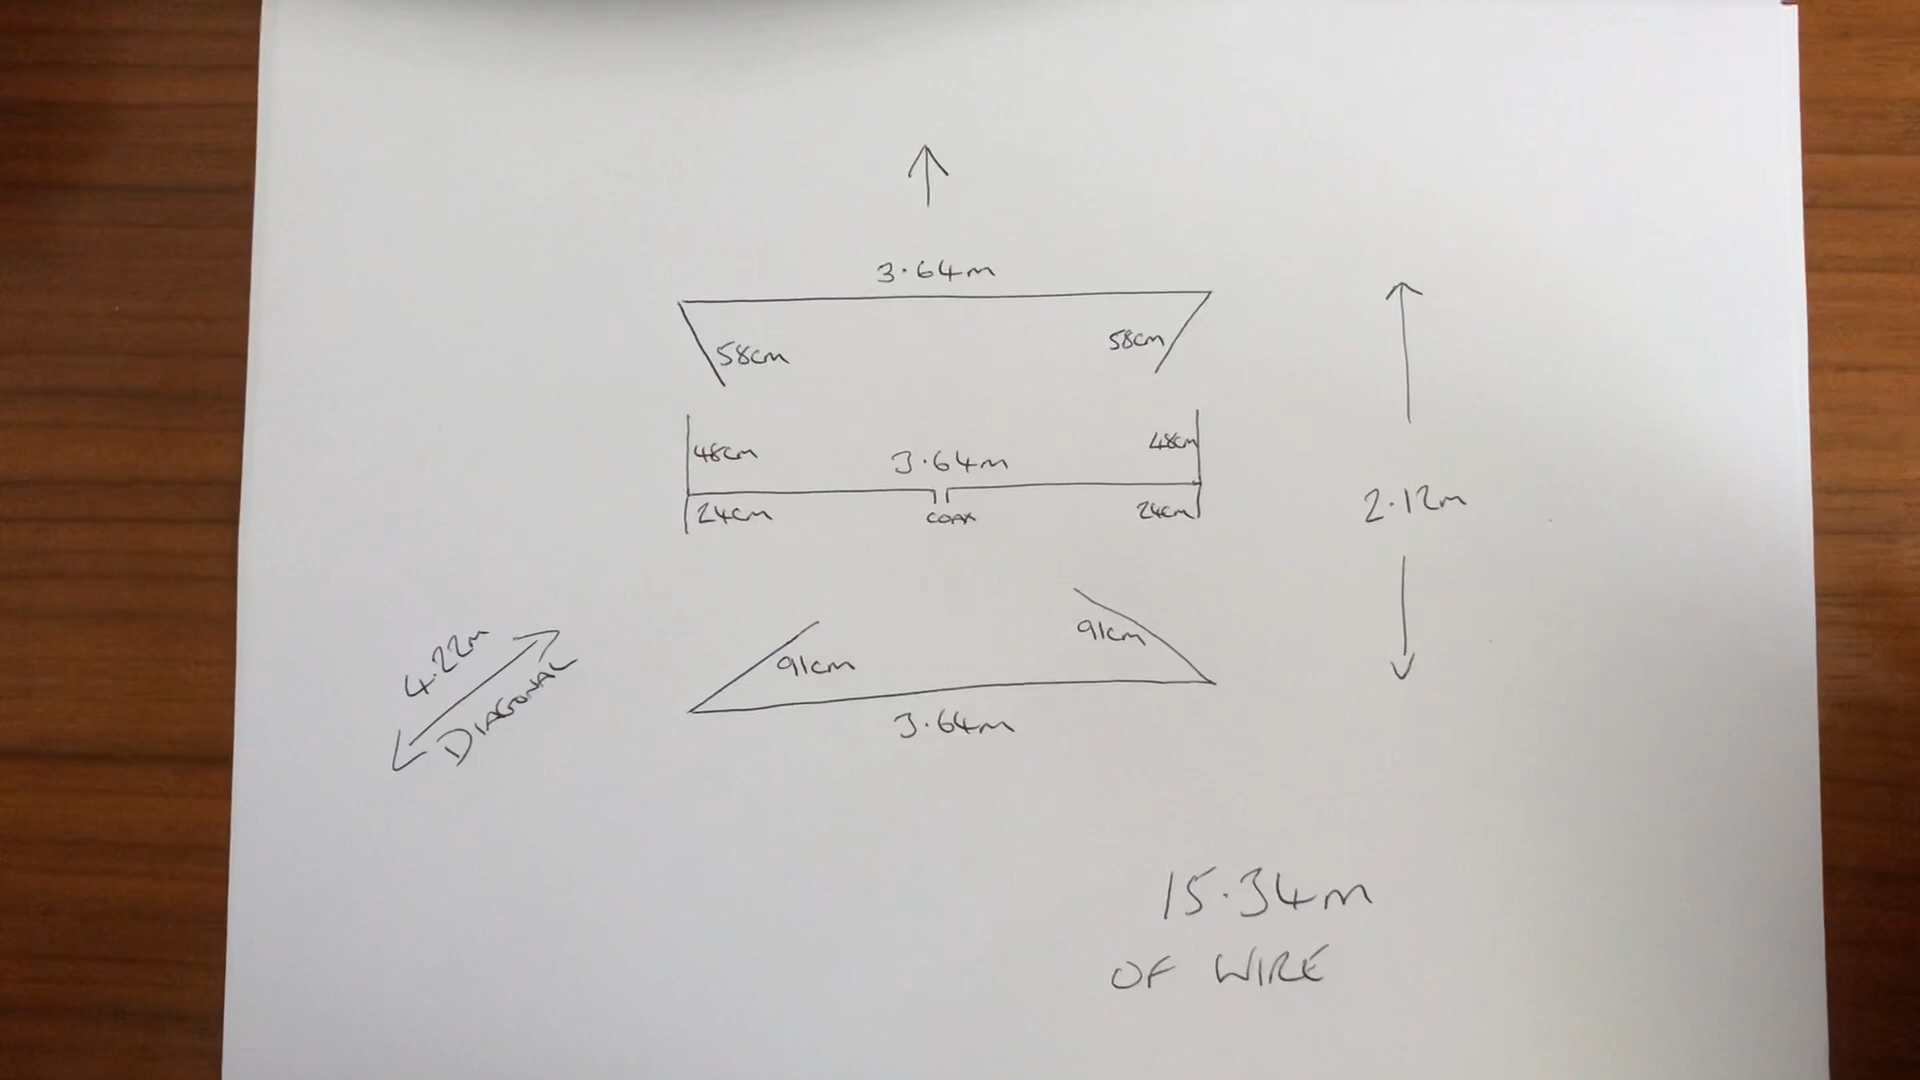 3.64m
58cm
58cm
48cm
3.64m
48cm
24cm
COAX
24cm
2.12m
4.22m
DIAGONAL
91cm
91cm
3.64m
15.34m
OF WIRE